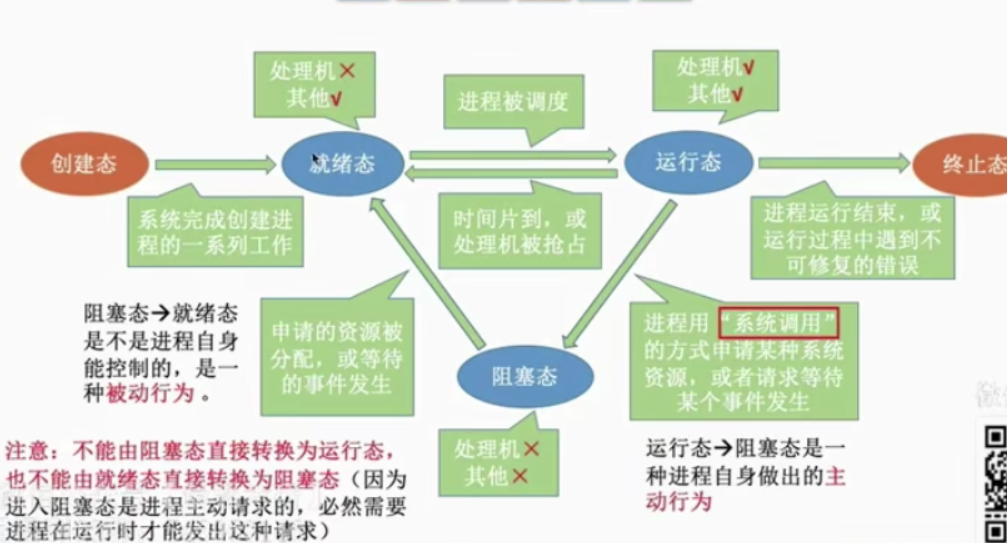 处理机×
其他√
进程被调度
处理机√
其他√
创建态
就绪态
运行态
终止态
系统完成创建进
程的一系列工作
时间片到，或
处理机被抢占
进程运行结束，或
运行过程中遇到不
可修复的错误
阻塞态→就绪态
是不是进程自身
能控制的，是一
种被动行为。
申请的资源被
分配，或等待
的事件发生
阻塞态
进程用“系统调用”
的方式申请某种系统
资源，或者请求等待
某个事件发生
处理机×
其他×
运行态→阻塞态是一
种进程自身做出的主
动行为
注意：不能由阻塞态直接转换为运行态，
也不能由就绪态直接转换为阻塞态（因为
进入阻塞态是进程主动请求的，必然需要
进程在运行时才能发出这种请求）